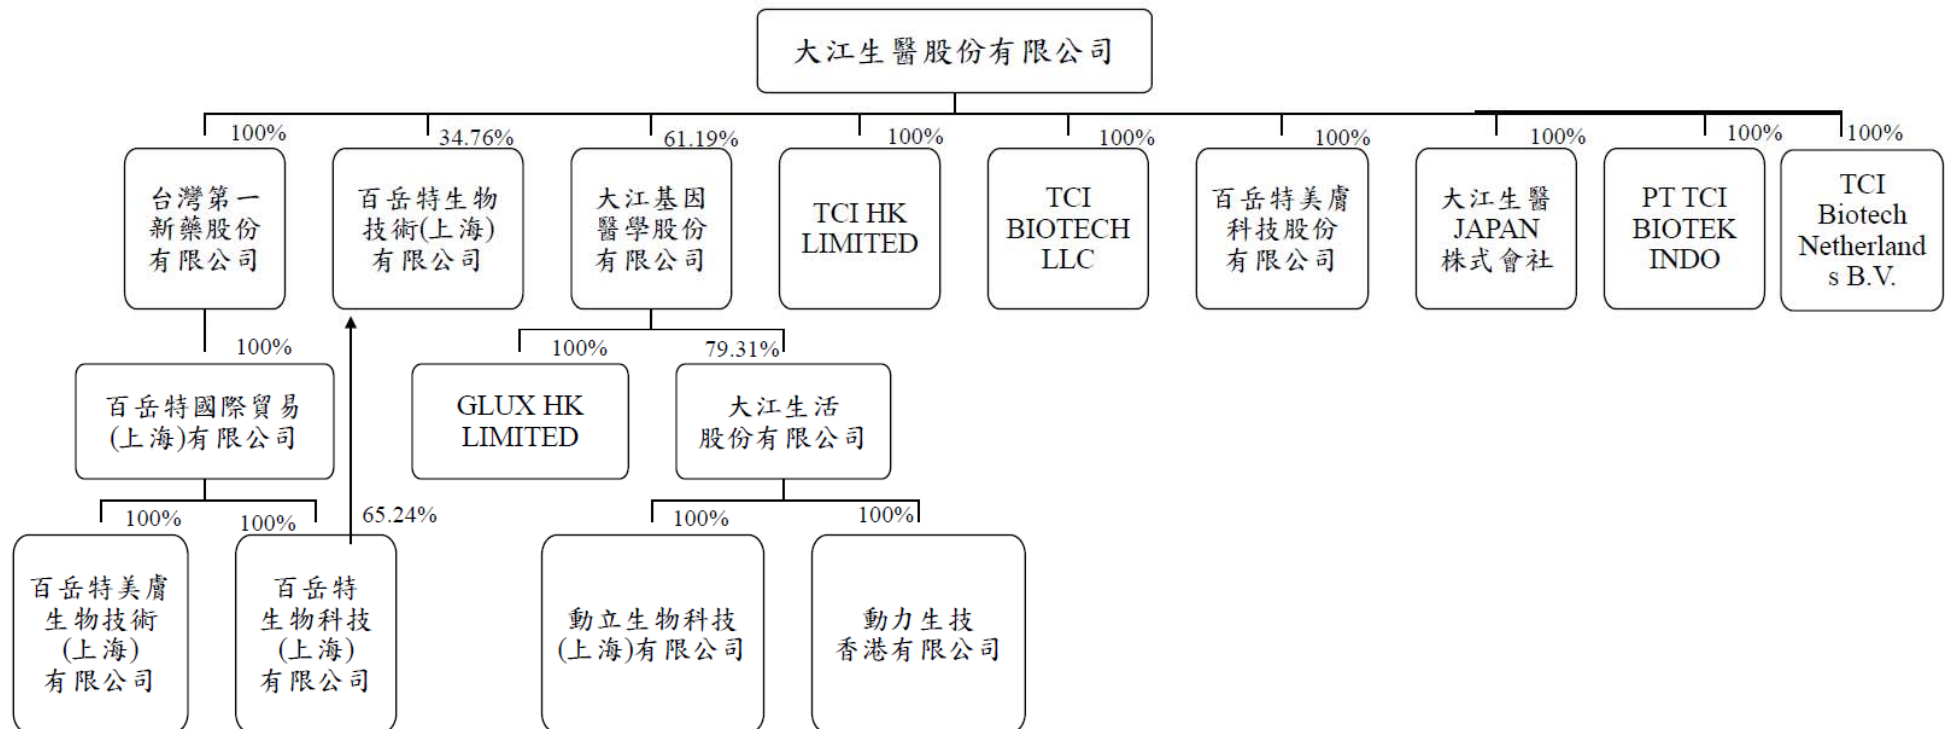 大江生醫股份有限公司
100%
34.76%
61.19%
100%
100%
100%
100%
100%
100%
台灣第一
新藥股份
有限公司
百岳特生物
技術(上海)
有限公司
大江基因
醫學股份
有限公司
TCI HK
LIMITED
TCI
BIOTECH
LLC
百岳特美膚
科技股份
有限公司
大江生醫
JAPAN
株式會社
PT TCI
BIOTEK
INDO
TCI
Biotech
Netherland
s B.V.
100%
100%
79.31%
百岳特國際貿易
(上海)有限公司
GLUX HK
LIMITED
大江生活
股份有限公司
100%
100%
65.24%
100%
100%
百岳特美膚
生物技術
(上海)
有限公司
百岳特
生物科技
(上海)
有限公司
動立生物科技
(上海)有限公司
動力生技
香港有限公司